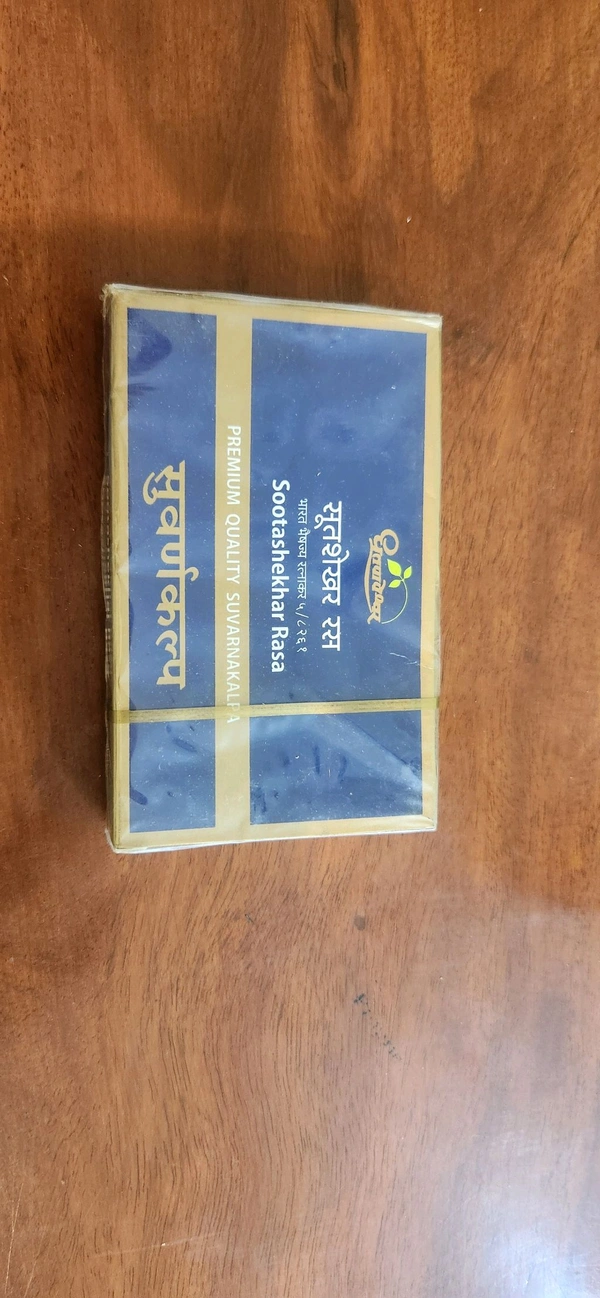 धूतपापेश्वर
सूतशेखर रस
भारत भैषज्य रत्नाकर ५/८२६१
Sootashekhar Rasa
PREMIUM QUALITY SUVARNAKALPA
सुवर्णकल्प